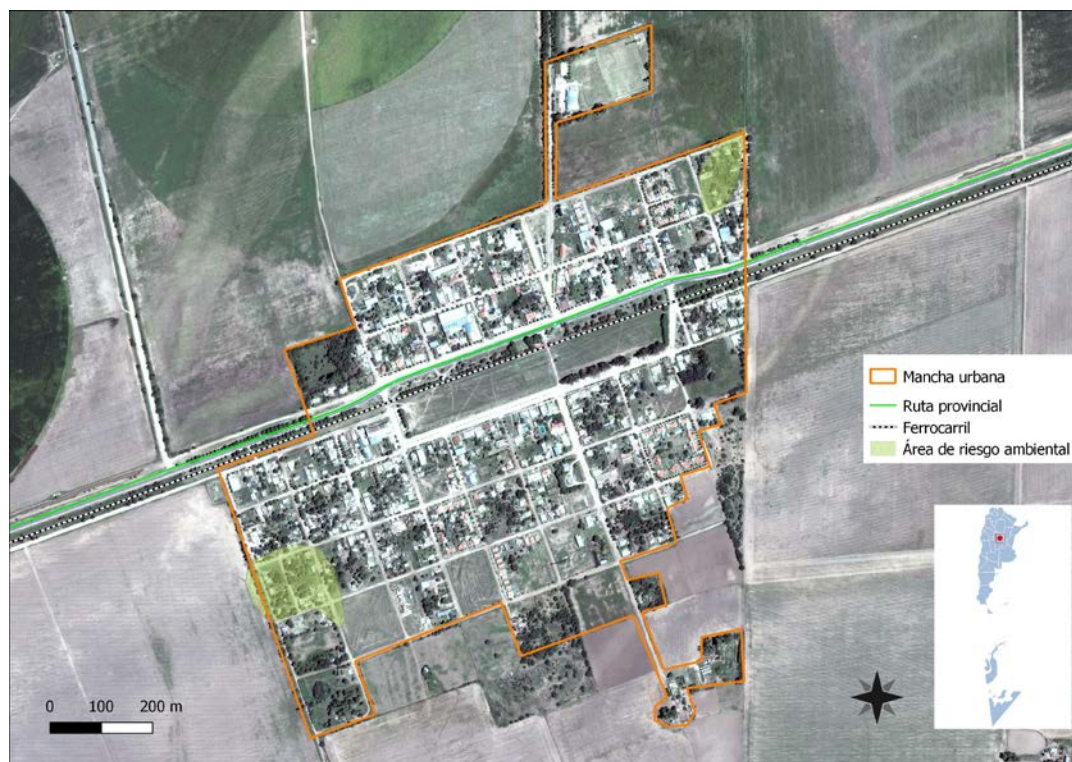 Mancha urbana
Ruta provincial
Ferrocarril
Área de riesgo ambiental
0 100 200 m